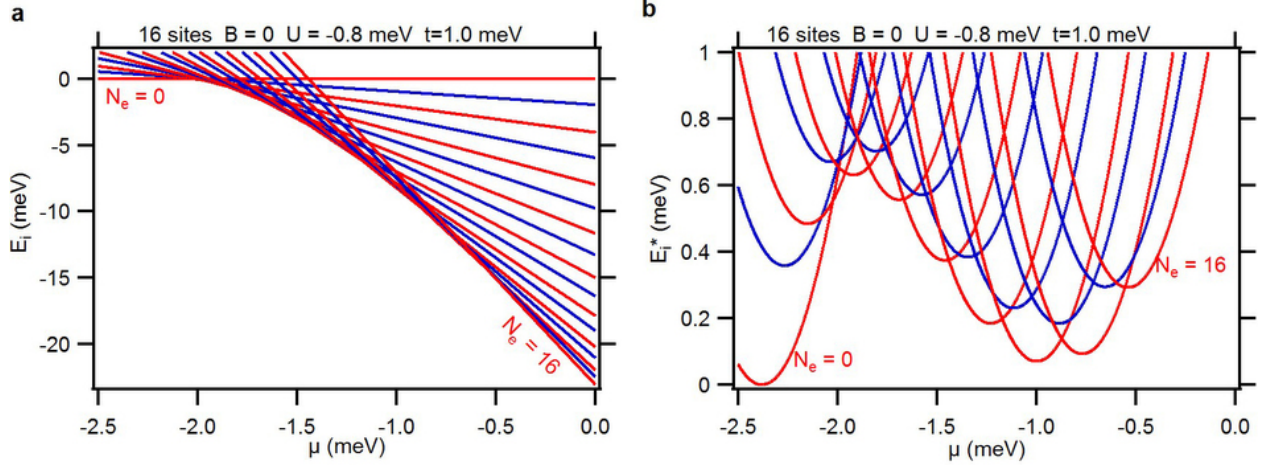 a
16 sites B = 0 U = -0.8 meV t=1.0 meV
0
-5
-10
-15
-20
E_i (meV)
N_e = 0
N_e = 16
-2.5 -2.0 -1.5 -1.0 -0.5 0.0
μ (meV)
b
16 sites B = 0 U = -0.8 meV t=1.0 meV
1
0.8
0.6
0.4
0.2
0
E_i* (meV)
N_e = 16
N_e = 0
-2.5 -2.0 -1.5 -1.0 -0.5 0.0
μ (meV)